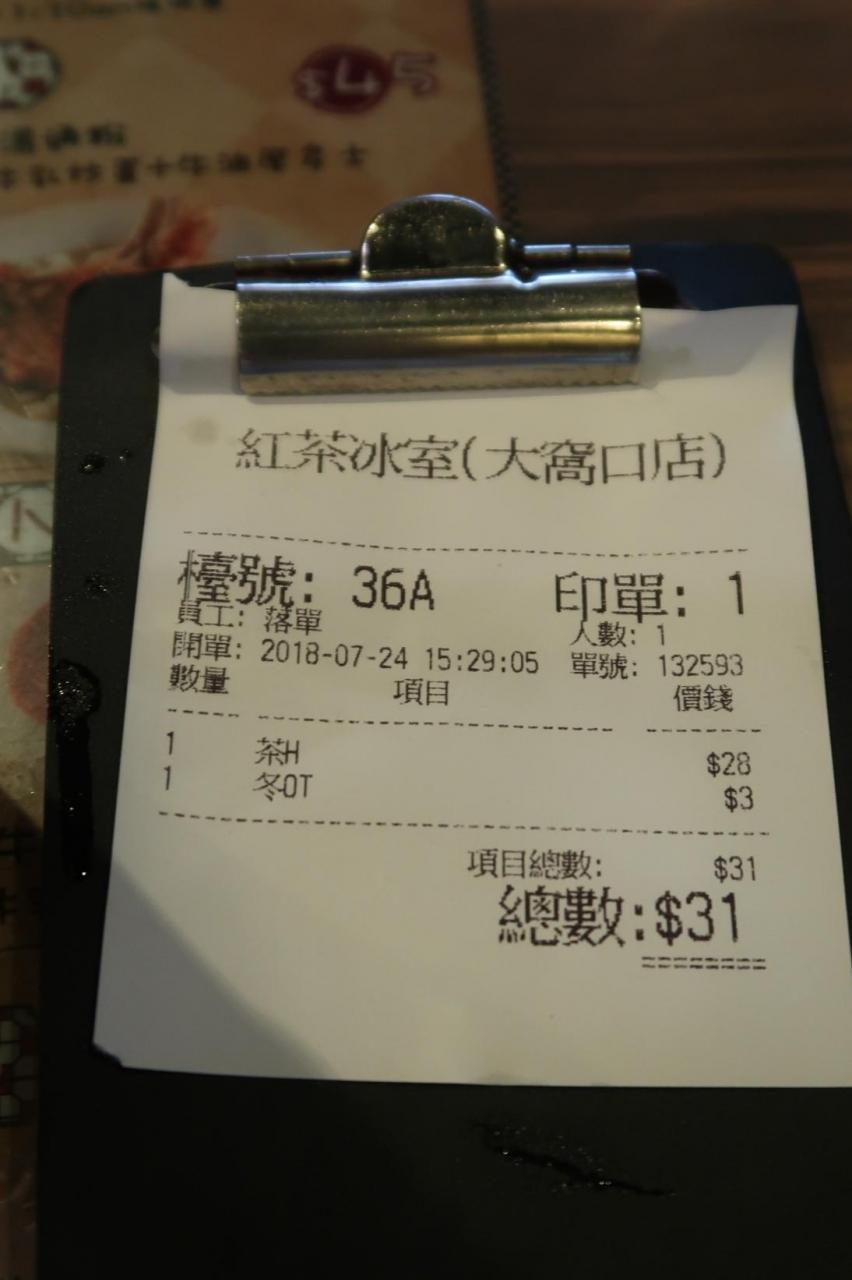 $47
紅茶冰室(大窩口店)
檯號: 36A 印單: 1
員工: 落單 人數: 1
開單: 2018-07-24 15:29:05 單號: 132593
數量 項目 價錢
1 茶H $28
1 冬OT $3
項目總數: $31
總數:$31